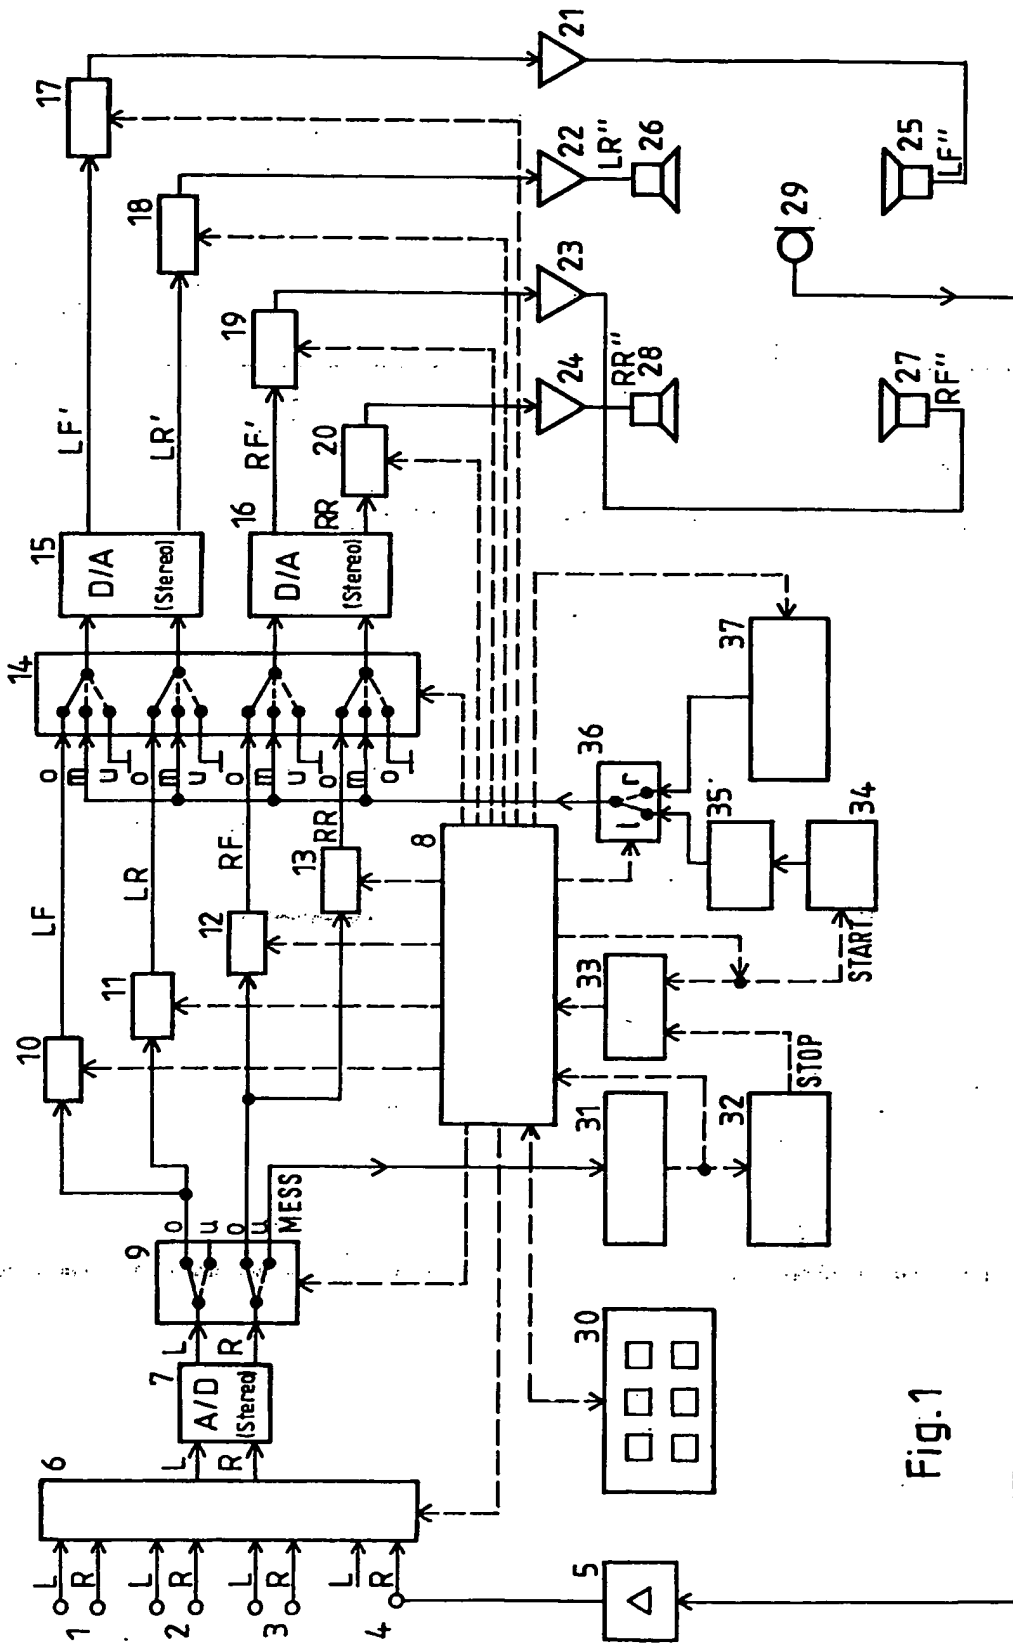 L
R
1
L
R
2
L
R
3
L
R
4
5
6
L
R
7
A/D
(Stereo)
L
R
9
o
u
o
u
MESS
10
11
12
13
LF
LR
RF
RR
8
14
o
m
u
o
m
u
o
m
u
o
m
o
15
D/A
(Stereo)
16
D/A
(Stereo)
LF'
LR'
RF'
RR
17
18
19
20
21
22
LR"
26
23
24
RR"
28
25
LF"
29
27
RF"
30
31
32
STOP
33
START
34
35
36
l
r
37
Fig.1